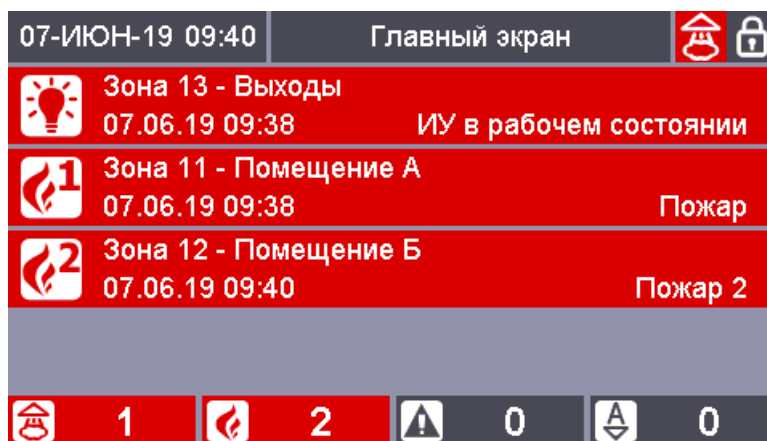 07-ИЮН-19 09:40 Главный экран
Зона 13 - Выходы
07.06.19 09:38 ИУ в рабочем состоянии
1
Зона 11 - Помещение А
07.06.19 09:38 Пожар
2
Зона 12 - Помещение Б
07.06.19 09:40 Пожар 2
1 2 0 A 0